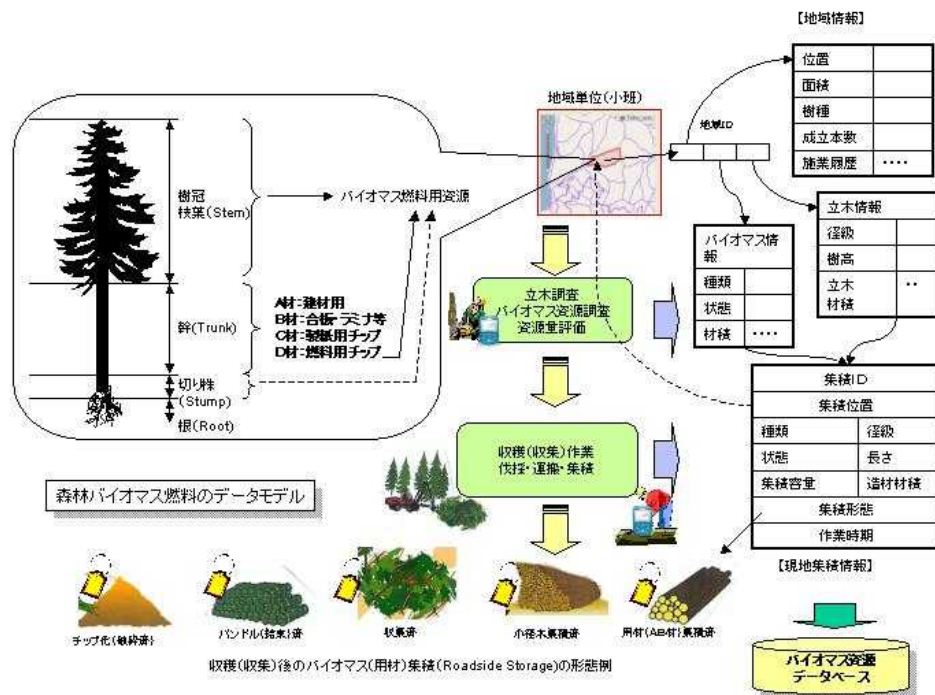 【地域情報】
位置
面積
樹種
成立本数
施業履歴 ・・・・
地域単位(小班)
地域ID
樹冠
枝葉(Stem)
バイオマス燃料用資源
立木情報
径級
樹高
立木
材積 ・・
バイオマス情報
種類
状態
材積 ・・・・
幹(Trunk)
A材:建材用
B材:合板・ラミナ等
C材:製紙用チップ
D材:燃料用チップ
立木調査
バイオマス資源調査
資源量評価
切り株
(Stump)
根(Root)
集積ID
集積位置
種類 径級
状態 長さ
集積容量 造材材積
集積形態
作業時期
【現地集積情報】
収穫(収集)作業
伐採・運搬・集積
森林バイオマス燃料のデータモデル
チップ化(破砕済)
バンドル(結束)済
収集済
小径木集積済
用材(AB材)集積済
収穫(収集)後のバイオマス(用材)集積(Roadside Storage)の形態例
バイオマス資源
データベース